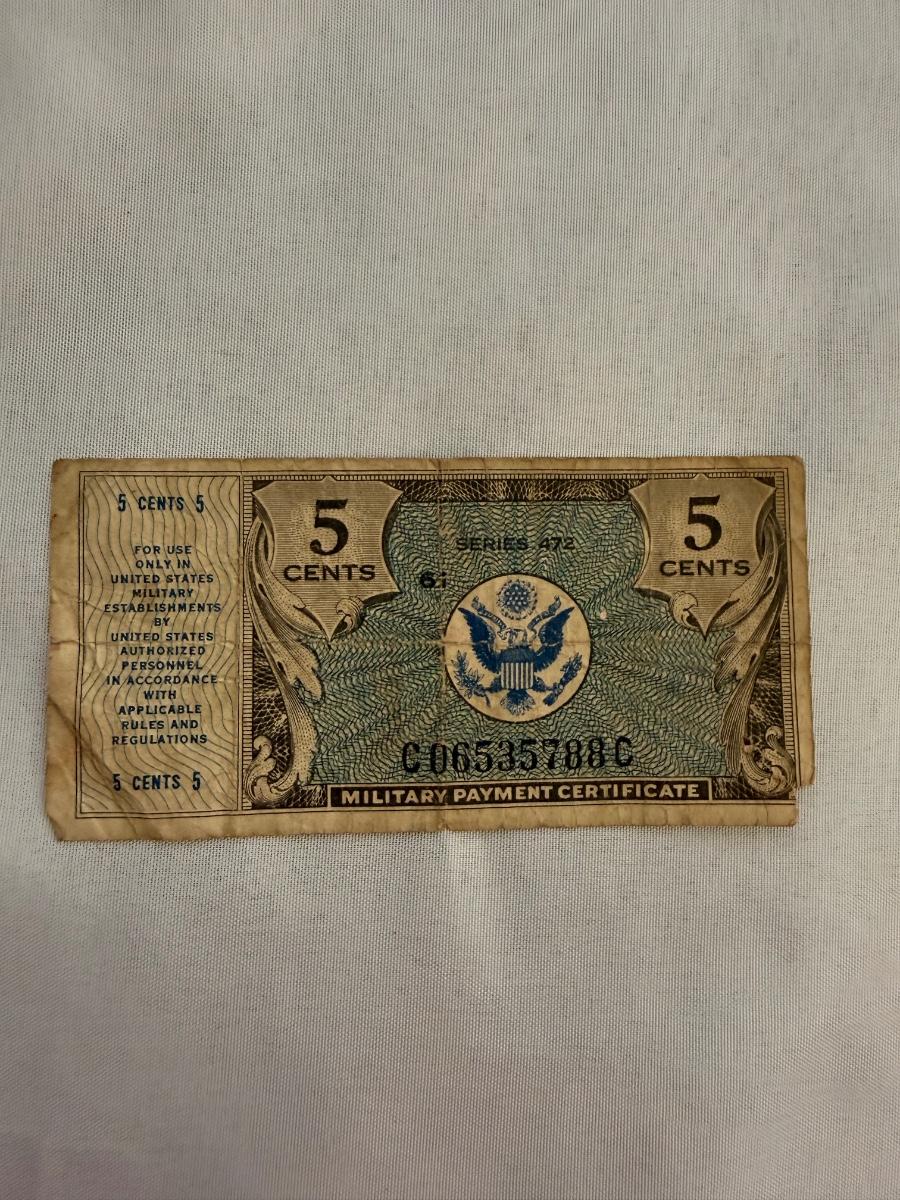 5 CENTS 5
FOR USE
ONLY IN
UNITED STATES
MILITARY
ESTABLISHMENTS
BY
UNITED STATES
AUTHORIZED
PERSONNEL
IN ACCORDANCE
WITH
APPLICABLE
RULES AND
REGULATIONS
5 CENTS 5
5
CENTS
SERIES 472
61
5
CENTS
C06535788C
MILITARY PAYMENT CERTIFICATE